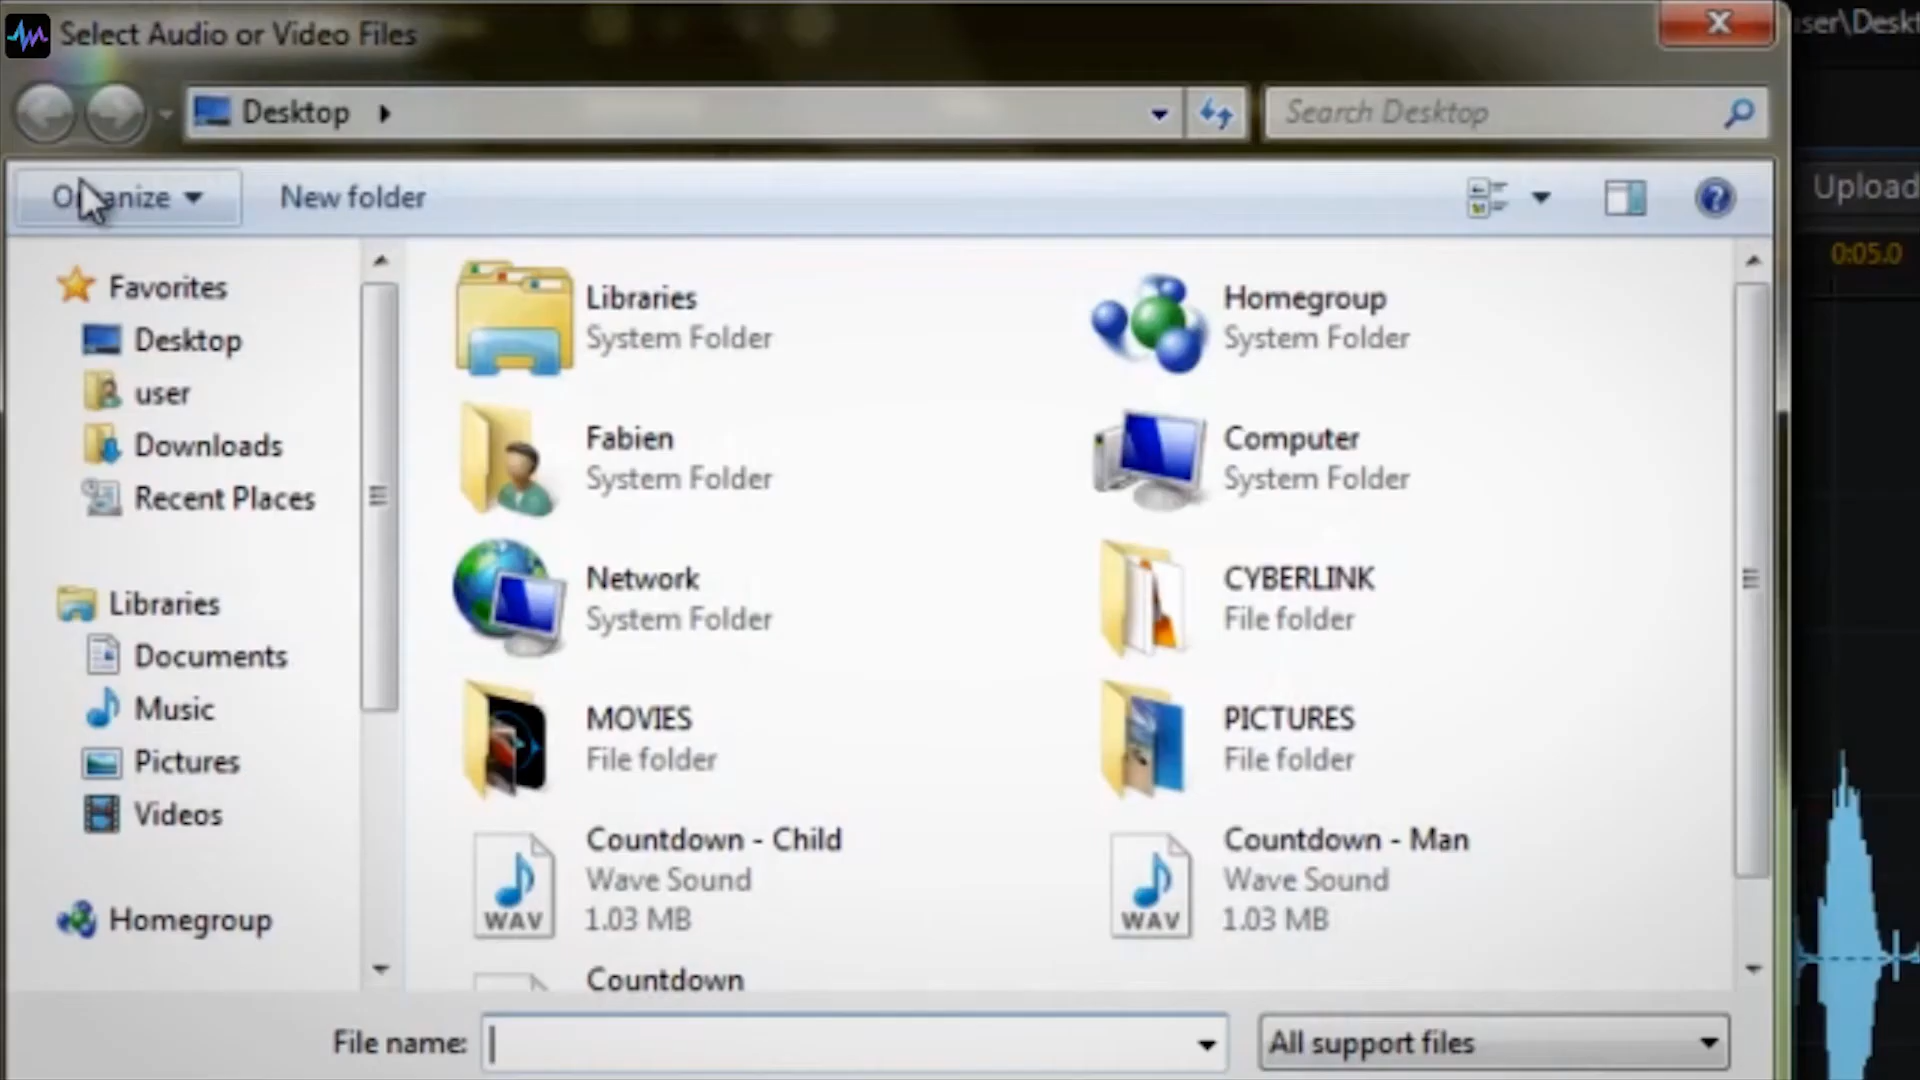 Select Audio or Video Files
ser\Deskt
Desktop
Search Desktop
Organize
New folder
Upload
0:05.0
Favorites
Desktop
user
Downloads
Recent Places
Libraries
Documents
Music
Pictures
Videos
Homegroup
Libraries
System Folder
Homegroup
System Folder
Fabien
System Folder
Computer
System Folder
Network
System Folder
CYBERLINK
File folder
MOVIES
File folder
PICTURES
File folder
Countdown - Child
Wave Sound
1.03 MB
WAV
Countdown - Man
Wave Sound
1.03 MB
WAV
Countdown
File name:
All support files